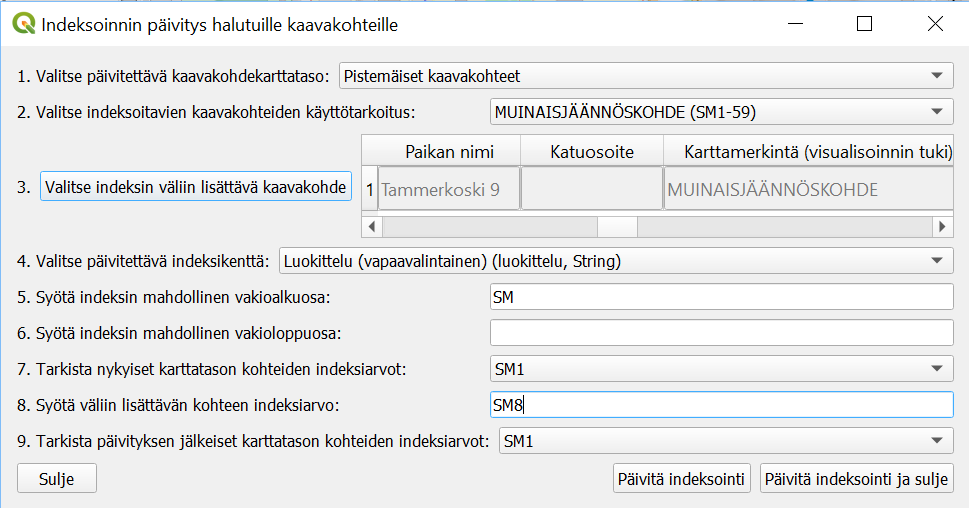 Indeksoinnin päivitys halutuille kaavakohteille
1. Valitse päivitettävä kaavakohdekarttataso: Pistemäiset kaavakohteet
2. Valitse indeksoitavien kaavakohteiden käyttötarkoitus: MUINAISJÄÄNNÖSKOHDE (SM1-59)
Paikan nimi Katuosoite Karttamerkintä (visualisoinnin tuki)
3. Valitse indeksin väliin lisättävä kaavakohde 1 Tammerkoski 9 MUINAISJÄÄNNÖSKOHDE
4. Valitse päivitettävä indeksikenttä: Luokittelu (vapaavalintainen) (luokittelu, String)
5. Syötä indeksin mahdollinen vakioalkuosa: SM
6. Syötä indeksin mahdollinen vakioloppuosa:
7. Tarkista nykyiset karttatason kohteiden indeksiarvot: SM1
8. Syötä väliin lisättävän kohteen indeksiarvo: SM8
9. Tarkista päivityksen jälkeiset karttatason kohteiden indeksiarvot: SM1
Sulje Päivitä indeksointi Päivitä indeksointi ja sulje